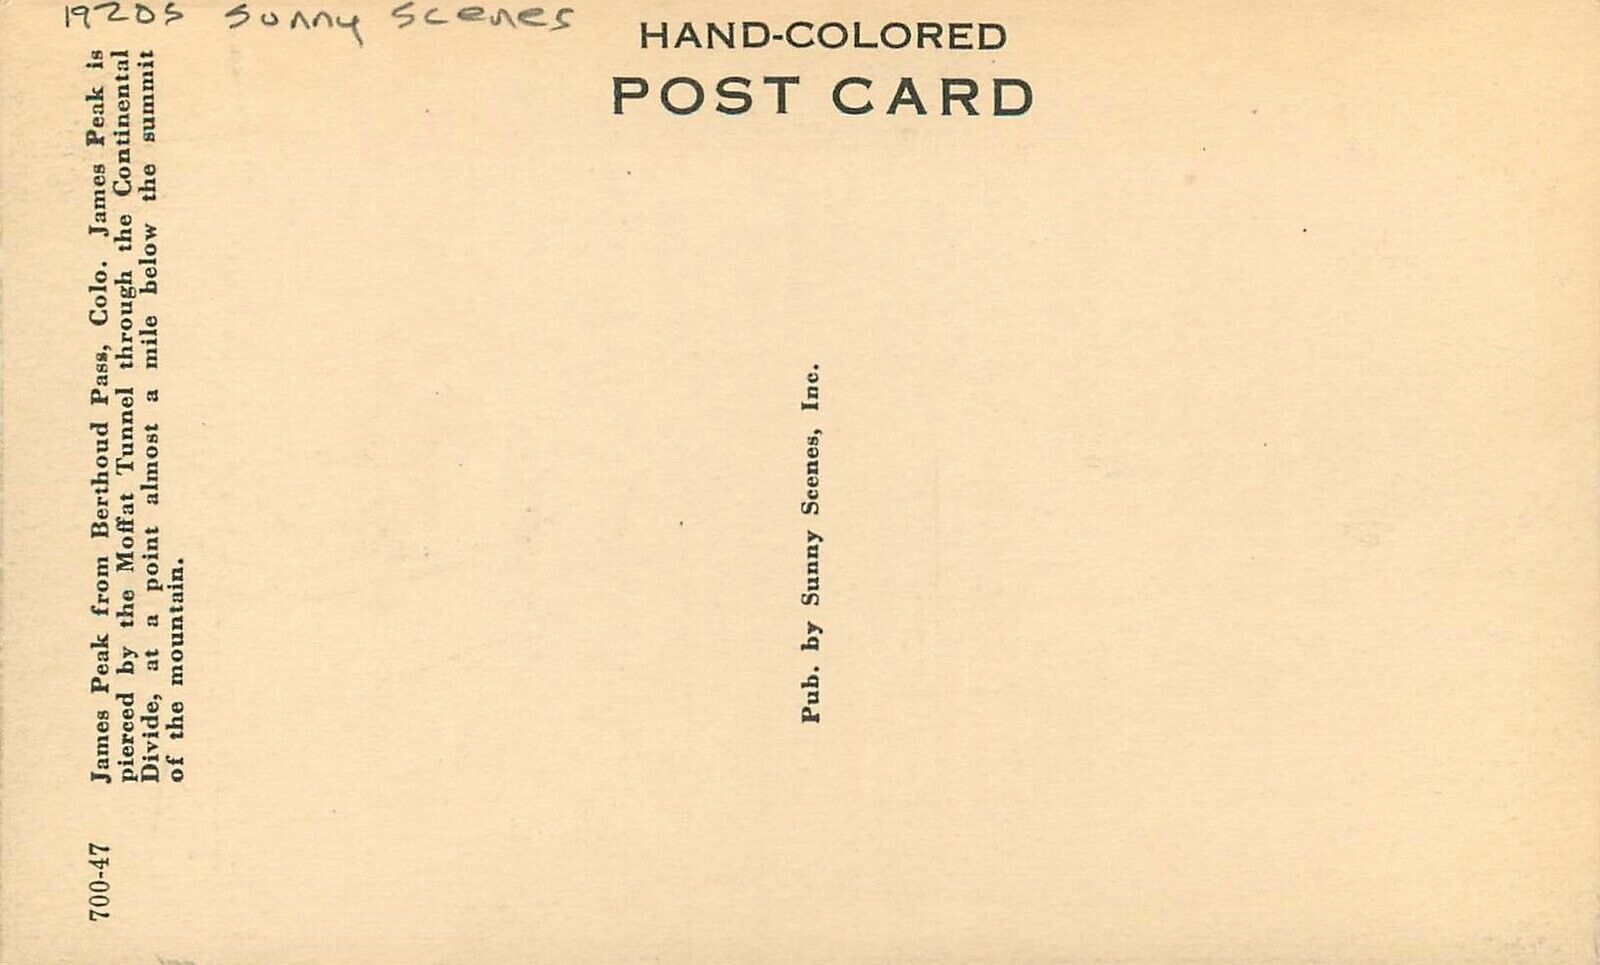 1920s Sunny Scenes
HAND-COLORED
POST CARD
James Peak from Berthoud Pass, Colo. James Peak is
pierced by the Moffat Tunnel through the Continental
Divide, at a point almost a mile below the summit
of the mountain.
700-47
Pub. by Sunny Scenes, Inc.